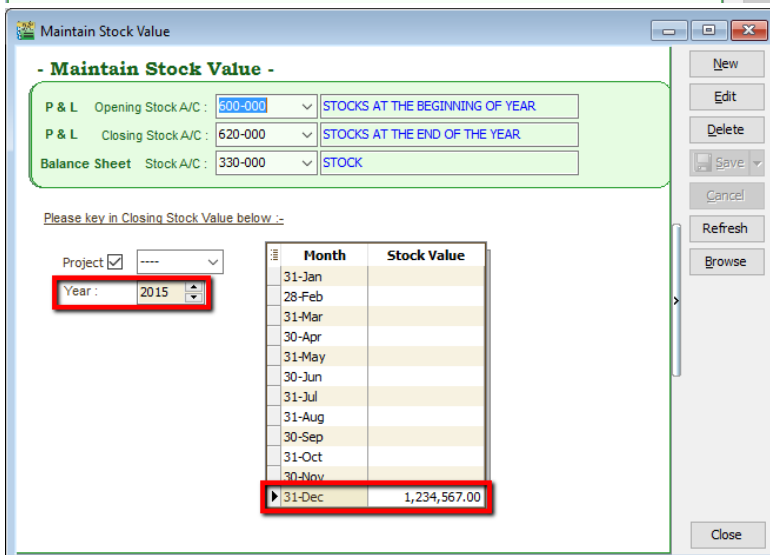 Maintain Stock Value
- Maintain Stock Value -
P & L Opening Stock A/C : 600-000 STOCKS AT THE BEGINNING OF YEAR
P & L Closing Stock A/C : 620-000 STOCKS AT THE END OF THE YEAR
Balance Sheet Stock A/C : 330-000 STOCK
Please key in Closing Stock Value below :-
Project ----
Year : 2015
Month Stock Value
31-Jan
28-Feb
31-Mar
30-Apr
31-May
30-Jun
31-Jul
31-Aug
30-Sep
31-Oct
30-Nov
31-Dec 1,234,567.00
New
Edit
Delete
Save
Cancel
Refresh
Browse
Close